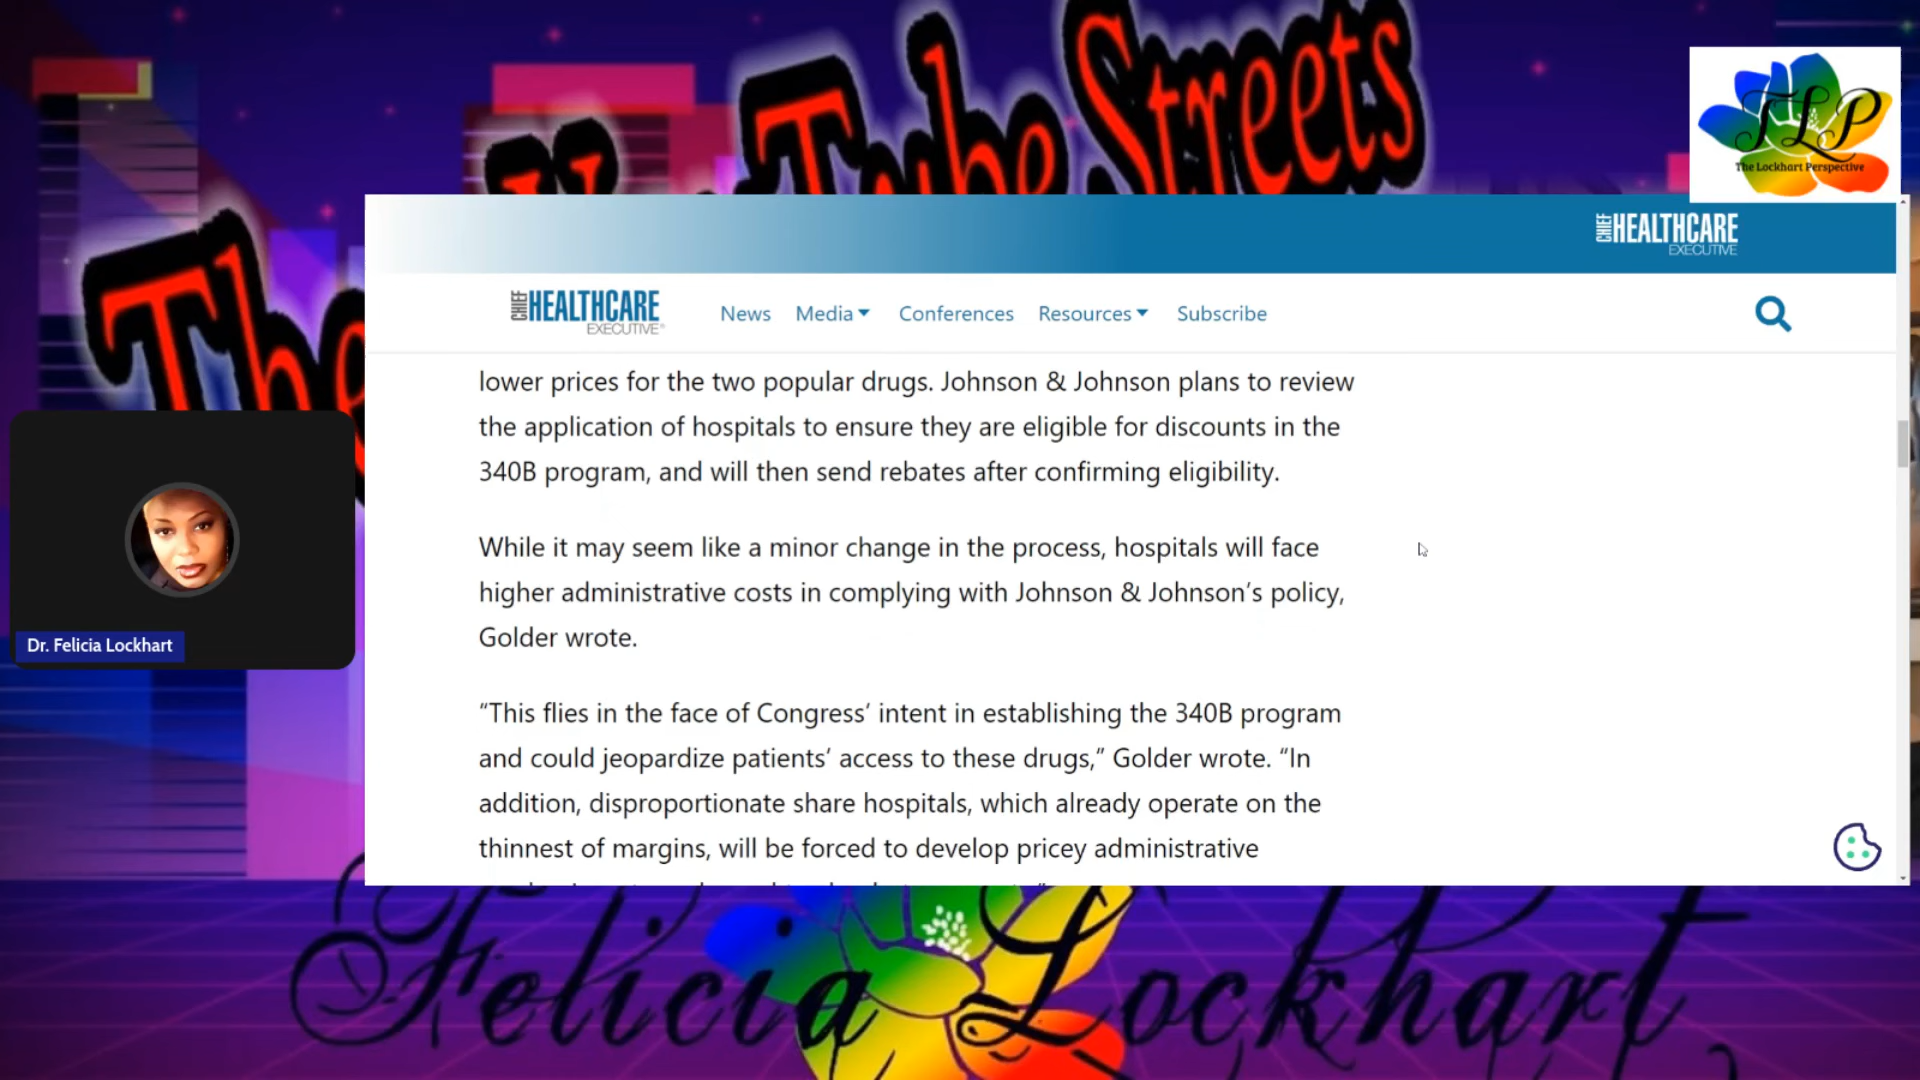 The YouTube Streets
TLP
The Lockhart Perspective
CHIEF HEALTHCARE EXECUTIVE
CHIEF HEALTHCARE EXECUTIVE®
News Media Conferences Resources Subscribe
lower prices for the two popular drugs. Johnson & Johnson plans to review
the application of hospitals to ensure they are eligible for discounts in the
340B program, and will then send rebates after confirming eligibility.
While it may seem like a minor change in the process, hospitals will face
higher administrative costs in complying with Johnson & Johnson’s policy,
Golder wrote.
“This flies in the face of Congress’ intent in establishing the 340B program
and could jeopardize patients’ access to these drugs,” Golder wrote. “In
addition, disproportionate share hospitals, which already operate on the
thinnest of margins, will be forced to develop pricey administrative
Dr. Felicia Lockhart
Felicia Lockhart